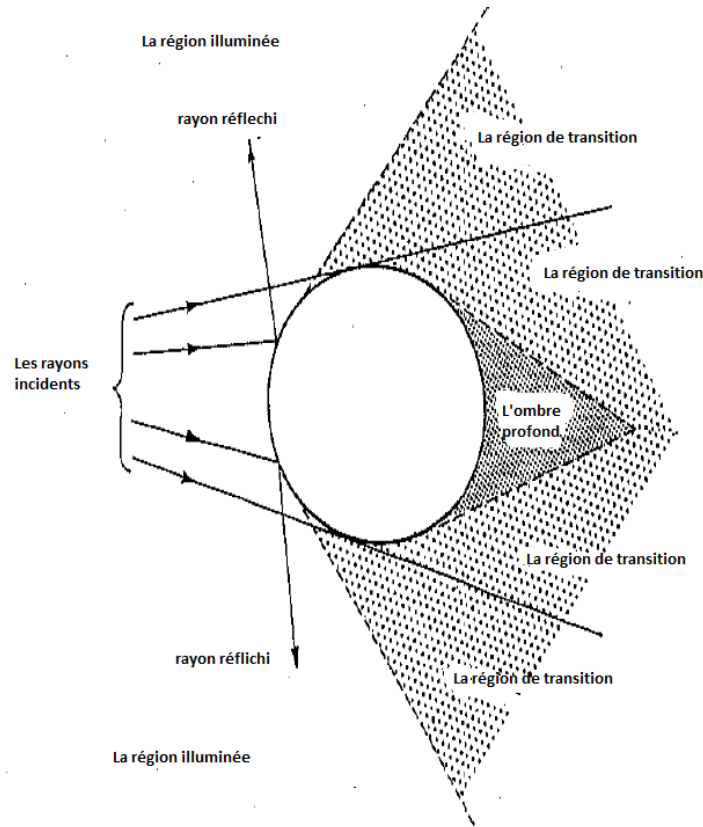 La région illuminée
rayon réflechi
La région de transition
La région de transition
Les rayons
incidents
L'ombre
profond
La région de transition
rayon réflichi
La région de transition
La région illuminée